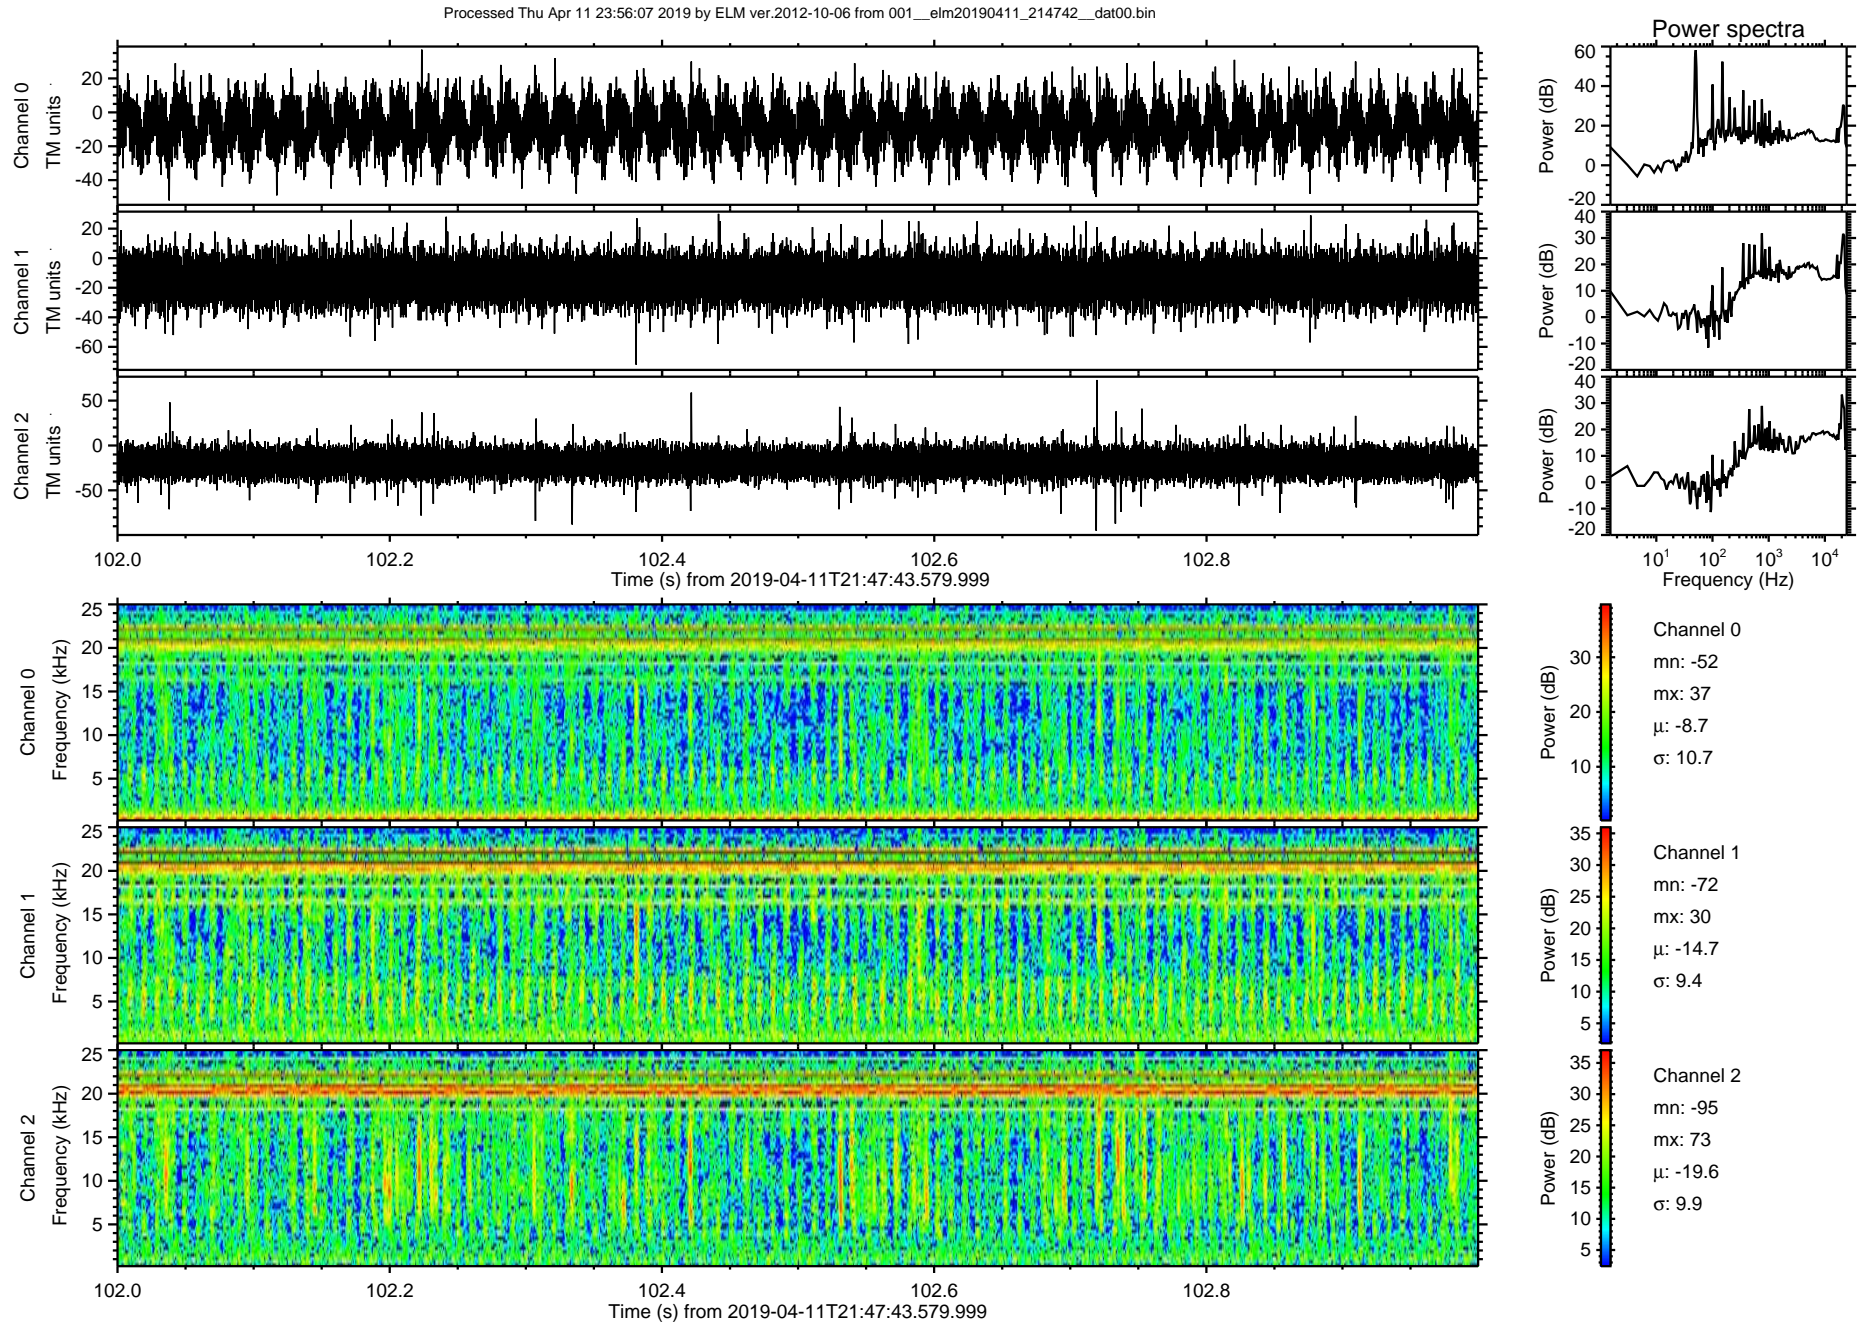 Processed Thu Apr 11 23:56:07 2019 by ELM ver.2012-10-06 from 001__elm20190411_214742__dat00.bin
Power spectra
Channel 0
TM units
20
0
-20
-40
Power (dB)
60
40
20
0
-20
Channel 1
TM units
20
0
-20
-40
-60
Power (dB)
40
30
20
10
0
-10
-20
Channel 2
TM units
50
0
-50
Power (dB)
40
30
20
10
0
-10
-20
102.0 102.2 102.4 102.6 102.8
Time (s) from 2019-04-11T21:47:43.579.999
10^1 10^2 10^3 10^4
Frequency (Hz)
Channel 0
Frequency (kHz)
25
20
15
10
5
Power (dB)
30
20
10
Channel 0
mn: -52
mx: 37
μ: -8.7
σ: 10.7
Channel 1
Frequency (kHz)
25
20
15
10
5
Power (dB)
35
30
25
20
15
10
5
Channel 1
mn: -72
mx: 30
μ: -14.7
σ: 9.4
Channel 2
Frequency (kHz)
25
20
15
10
5
Power (dB)
35
30
25
20
15
10
5
Channel 2
mn: -95
mx: 73
μ: -19.6
σ: 9.9
102.0 102.2 102.4 102.6 102.8
Time (s) from 2019-04-11T21:47:43.579.999